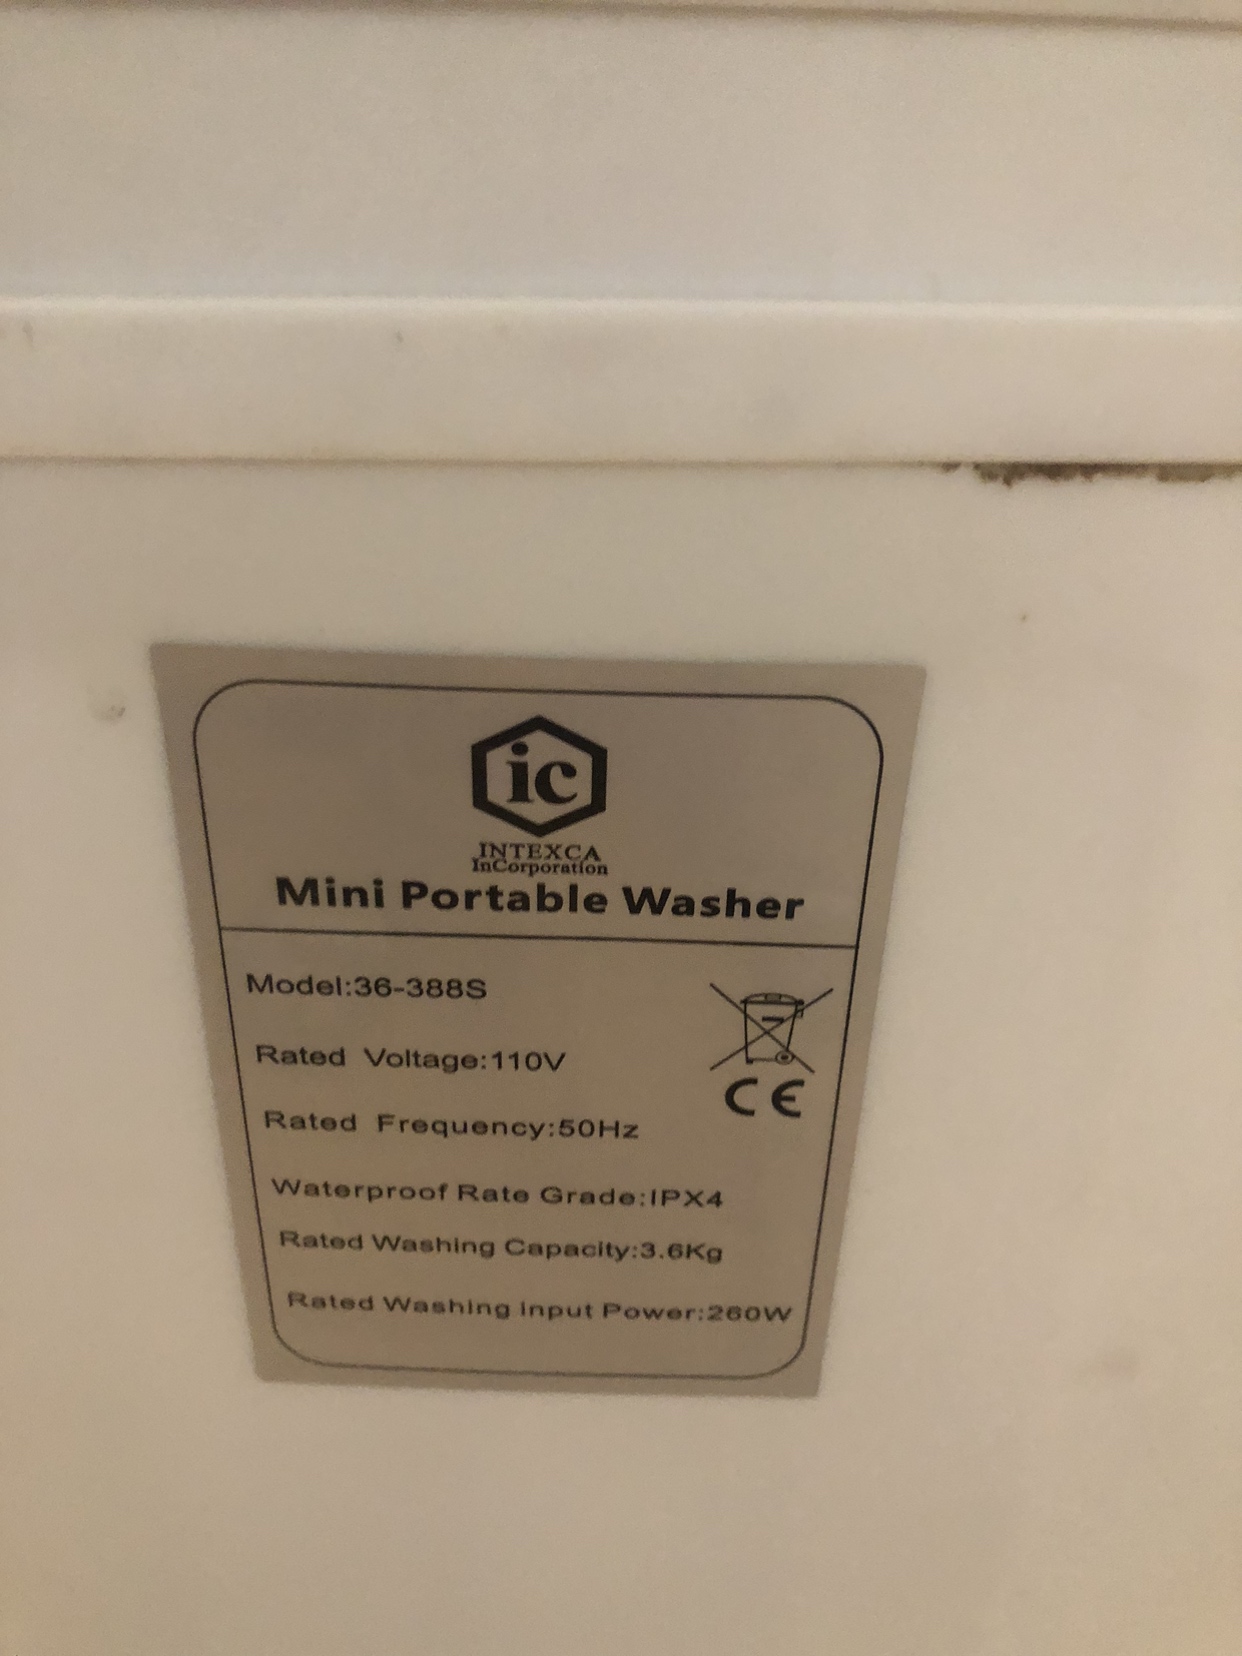 ic
INTEXCA
InCorporation
Mini Portable Washer
Model:36-388S
Rated Voltage:110V
Rated Frequency:50Hz
Waterproof Rate Grade:IPX4
Rated Washing Capacity:3.6Kg
Rated Washing Input Power:260W
CE